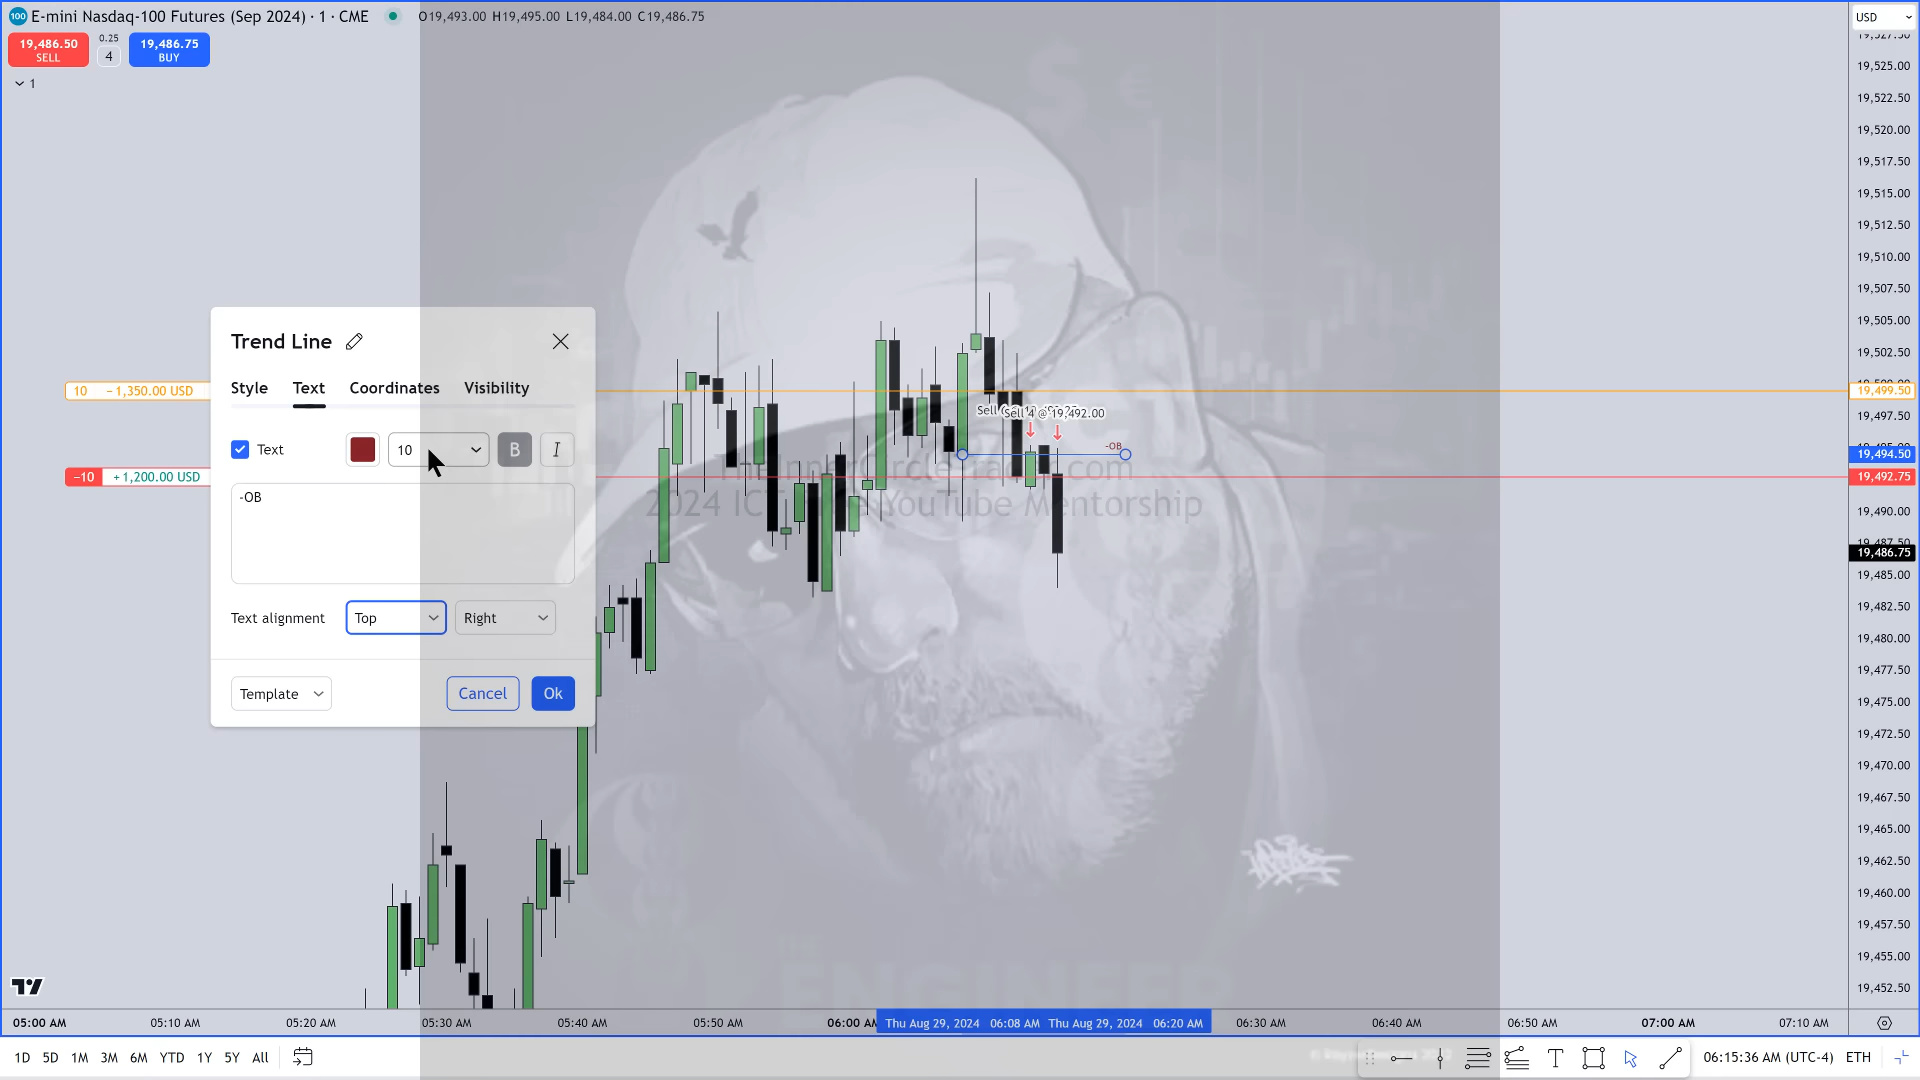 100 E-mini Nasdaq-100 Futures (Sep 2024) · 1 · CME O19,493.00 H19,495.00 L19,484.00 C19,486.75
USD
19,486.50 SELL
0.25
4
19,486.75 BUY
1
19,527.50
19,525.00
19,522.50
19,520.00
19,517.50
19,515.00
19,512.50
19,510.00
19,507.50
19,505.00
19,502.50
19,499.50
19,497.50
19,494.50
19,492.75
19,490.00
19,486.75
19,485.00
19,482.50
19,480.00
19,477.50
19,475.00
19,472.50
19,470.00
19,467.50
19,465.00
19,462.50
19,460.00
19,457.50
19,455.00
19,452.50
10 −1,350.00 USD
−10 +1,200.00 USD
Trend Line
Style Text Coordinates Visibility
Text 10 B I
-OB
Text alignment Top Right
Template Cancel Ok
Sell 4 @ 19,492.00
-OB
TheInnerCircleTrader.com
2024 ICT YouTube Mentorship
THE
ENGINEER
05:00 AM 05:10 AM 05:20 AM 05:30 AM 05:40 AM 05:50 AM 06:00 AM Thu Aug 29, 2024 06:08 AM Thu Aug 29, 2024 06:20 AM 06:30 AM 06:40 AM 06:50 AM 07:00 AM 07:10 AM
1D 5D 1M 3M 6M YTD 1Y 5Y All
06:15:36 AM (UTC-4) ETH